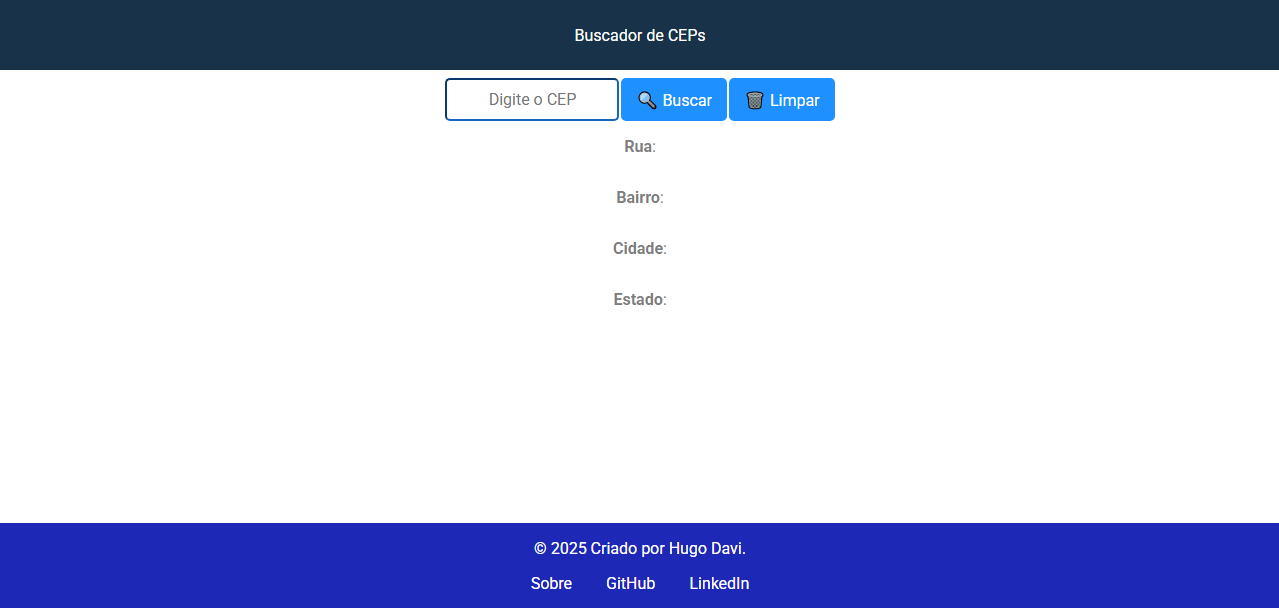 Buscador de CEPs
Digite o CEP 🔍 Buscar 🗑️ Limpar
Rua:
Bairro:
Cidade:
Estado:
© 2025 Criado por Hugo Davi.
Sobre GitHub LinkedIn